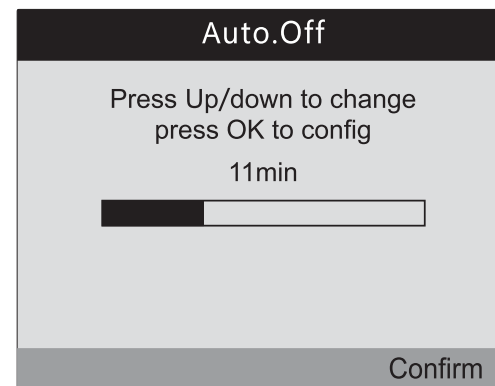 Auto.Off
Press Up/down to change
press OK to config
11min
Confirm